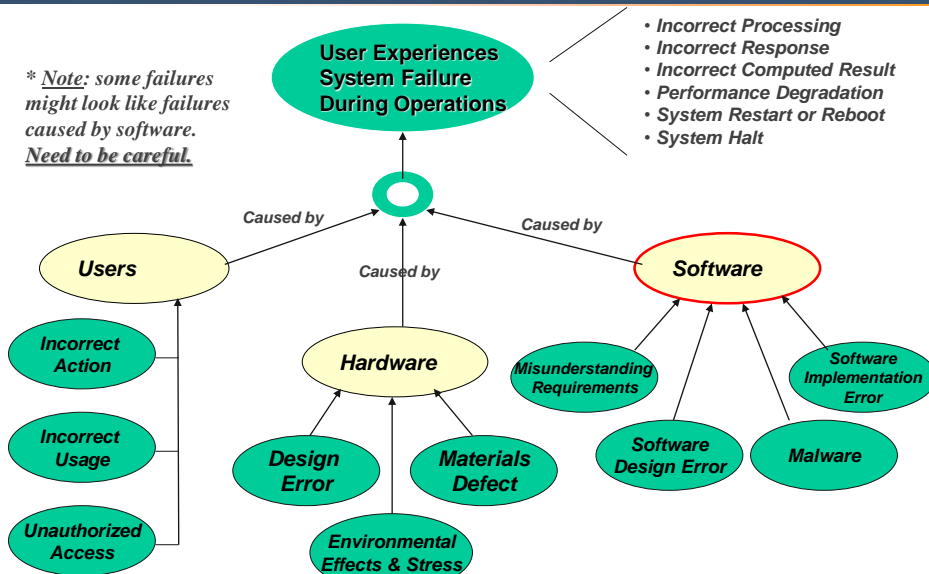 User Experiences
System Failure
During Operations
• Incorrect Processing
• Incorrect Response
• Incorrect Computed Result
• Performance Degradation
• System Restart or Reboot
• System Halt
* Note: some failures
might look like failures
caused by software.
Need to be careful.
Caused by
Caused by
Caused by
Users
Software
Hardware
Incorrect
Action
Incorrect
Usage
Unauthorized
Access
Design
Error
Materials
Defect
Environmental
Effects & Stress
Misunderstanding
Requirements
Software
Implementation
Error
Software
Design Error
Malware